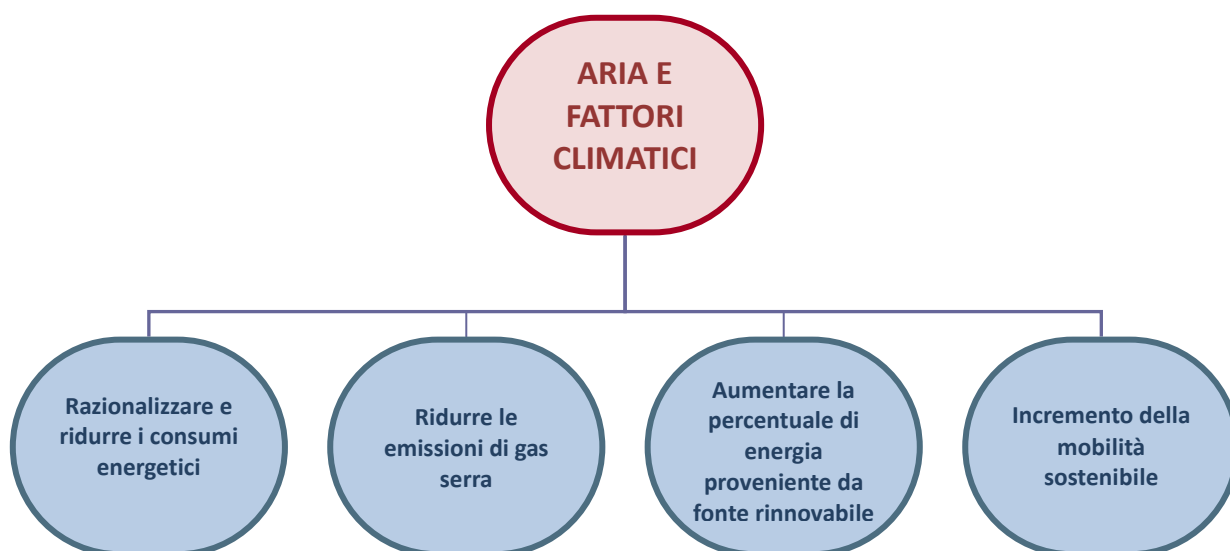 ARIA E
FATTORI
CLIMATICI
Razionalizzare e
ridurre i consumi
energetici
Ridurre le
emissioni di gas
serra
Aumentare la
percentuale di
energia
proveniente da
fonte rinnovabile
Incremento della
mobilità
sostenibile